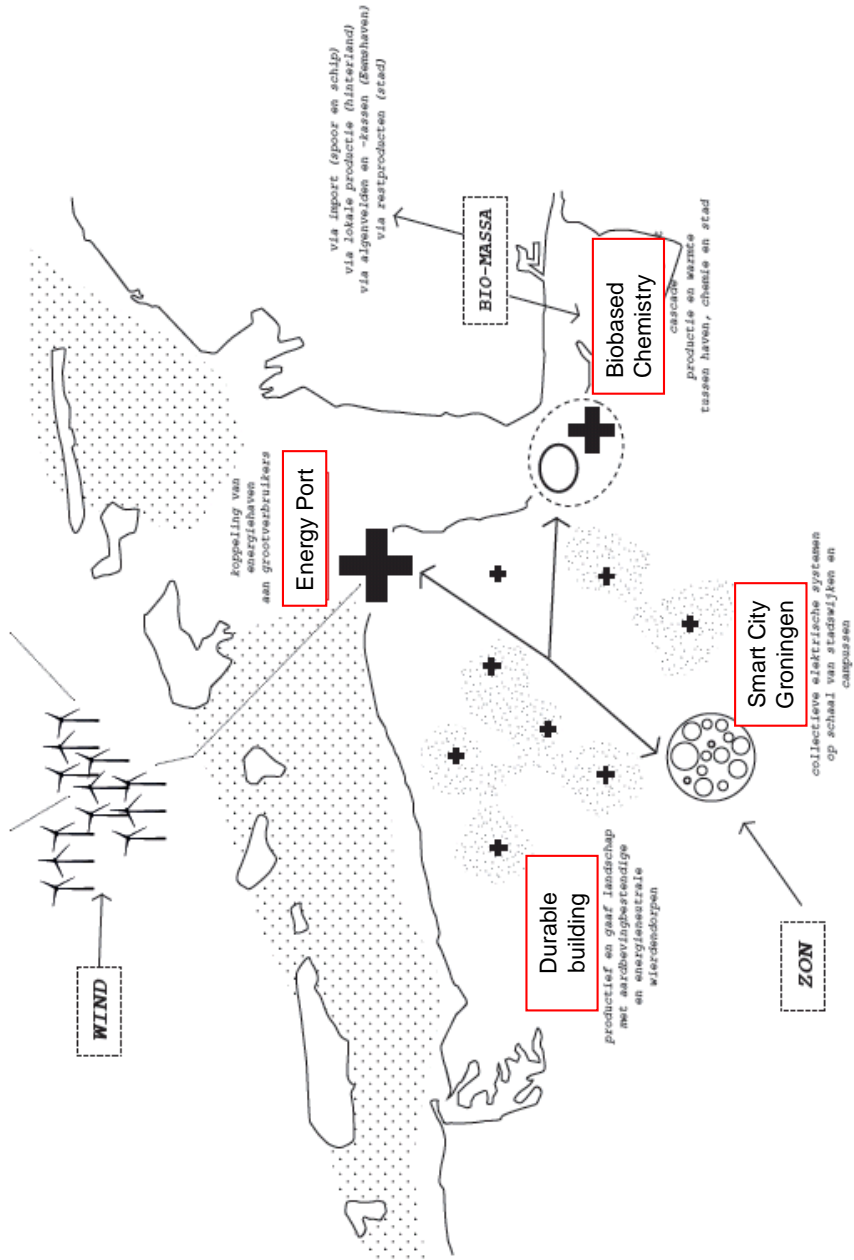 WIND
koppeling van
energiehaven
aan grootverbruikers
Energy Port
via import (spoor en schip)
via lokale productie (hinterland)
via algenvelden en -kassen (Eemshaven)
via restproducten (stad)
BIO-MASSA
Biobased
Chemistry
cascade
productie en warmte
tussen haven, chemie en stad
Durable
building
productief en gaaf landschap
met aardbevingbestendige
en energieneutrale
wierdendorpen
Smart City
Groningen
collectieve elektrische systemen
op schaal van stadswijken en
campussen
ZON